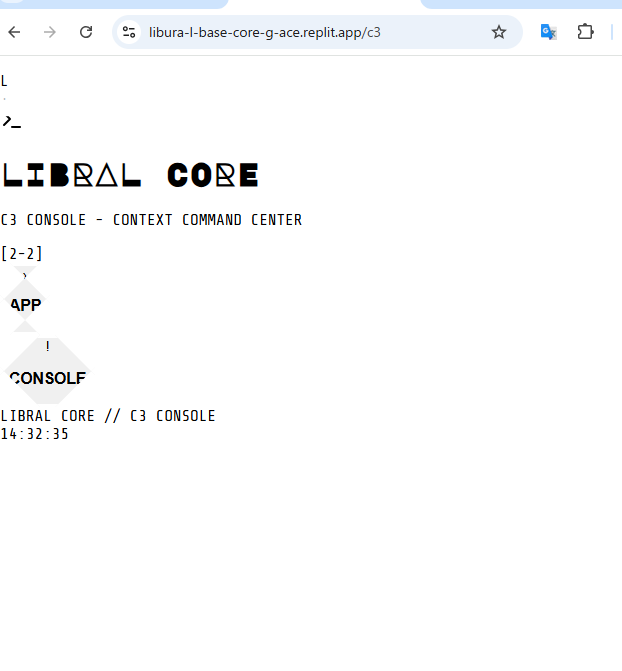 libura-l-base-core-g-ace.replit.app/c3
L
>_
LIBRAL CORE
C3 CONSOLE - CONTEXT COMMAND CENTER
[2-2]
APP
!
CONSOLE
LIBRAL CORE // C3 CONSOLE
14:32:35